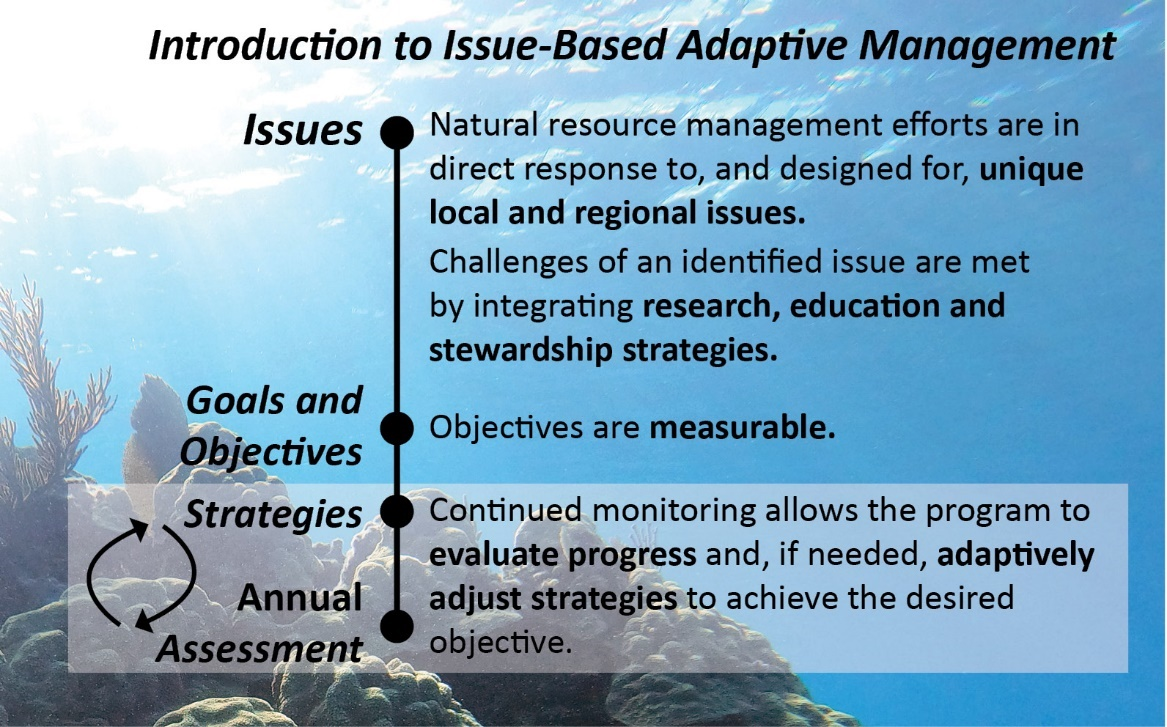 Introduction to Issue-Based Adaptive Management
Issues
Natural resource management efforts are in
direct response to, and designed for, unique
local and regional issues.
Challenges of an identified issue are met
by integrating research, education and
stewardship strategies.
Goals and
Objectives
Objectives are measurable.
Strategies
Annual
Assessment
Continued monitoring allows the program to
evaluate progress and, if needed, adaptively
adjust strategies to achieve the desired
objective.